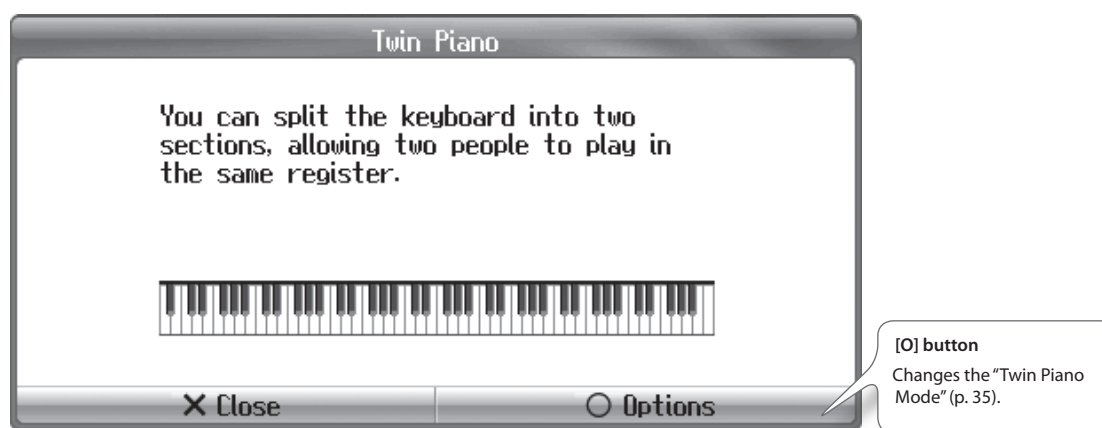 Twin Piano
You can split the keyboard into two
sections, allowing two people to play in
the same register.
[O] button
Changes the “Twin Piano
Mode” (p. 35).
✕ Close
○ Options